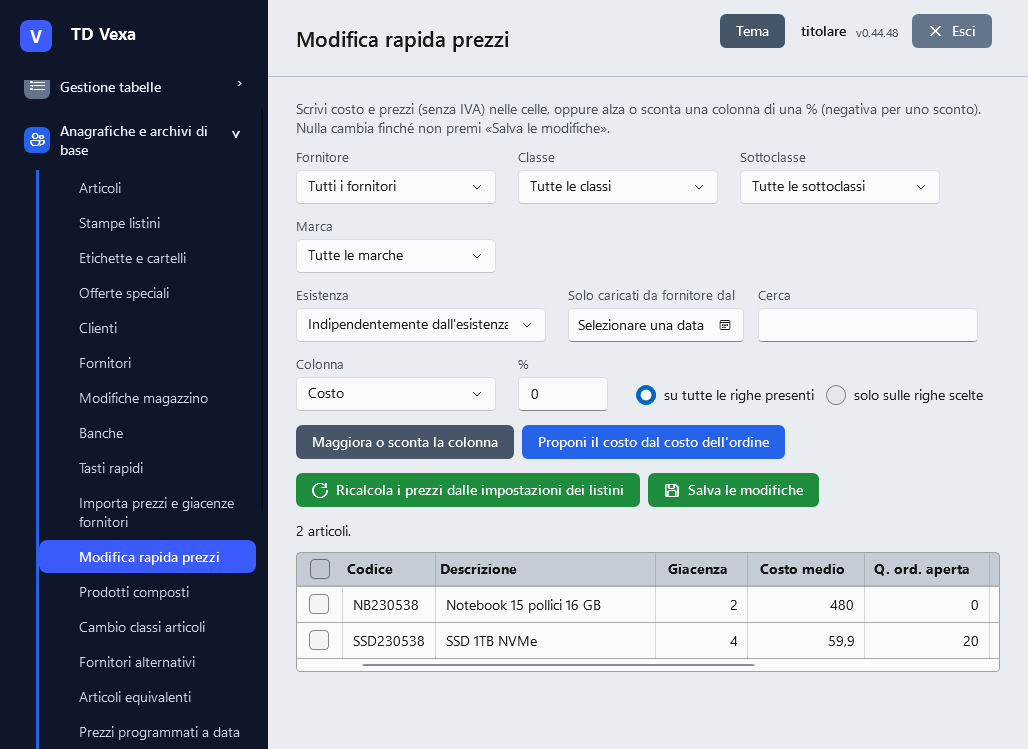 V TD Vexa
Gestione tabelle
Anagrafiche e archivi di
base
Articoli
Stampe listini
Etichette e cartelli
Offerte speciali
Clienti
Fornitori
Modifiche magazzino
Banche
Tasti rapidi
Importa prezzi e giacenze
fornitori
Modifica rapida prezzi
Prodotti composti
Cambio classi articoli
Fornitori alternativi
Articoli equivalenti
Prezzi programmati a data
Modifica rapida prezzi
Tema titolare v0.44.48 Esci
Scrivi costo e prezzi (senza IVA) nelle celle, oppure alza o sconta una colonna di una % (negativa per uno sconto).
Nulla cambia finché non premi «Salva le modifiche».
Fornitore Classe Sottoclasse
Tutti i fornitori Tutte le classi Tutte le sottoclassi
Marca
Tutte le marche
Esistenza Solo caricati da fornitore dal Cerca
Indipendentemente dall'esistenza Selezionare una data
Colonna %
Costo 0 su tutte le righe presenti solo sulle righe scelte
Maggiora o sconta la colonna Proponi il costo dal costo dell'ordine
Ricalcola i prezzi dalle impostazioni dei listini Salva le modifiche
2 articoli.
Codice Descrizione Giacenza Costo medio Q. ord. aperta
NB230538 Notebook 15 pollici 16 GB 2 480 0
SSD230538 SSD 1TB NVMe 4 59,9 20